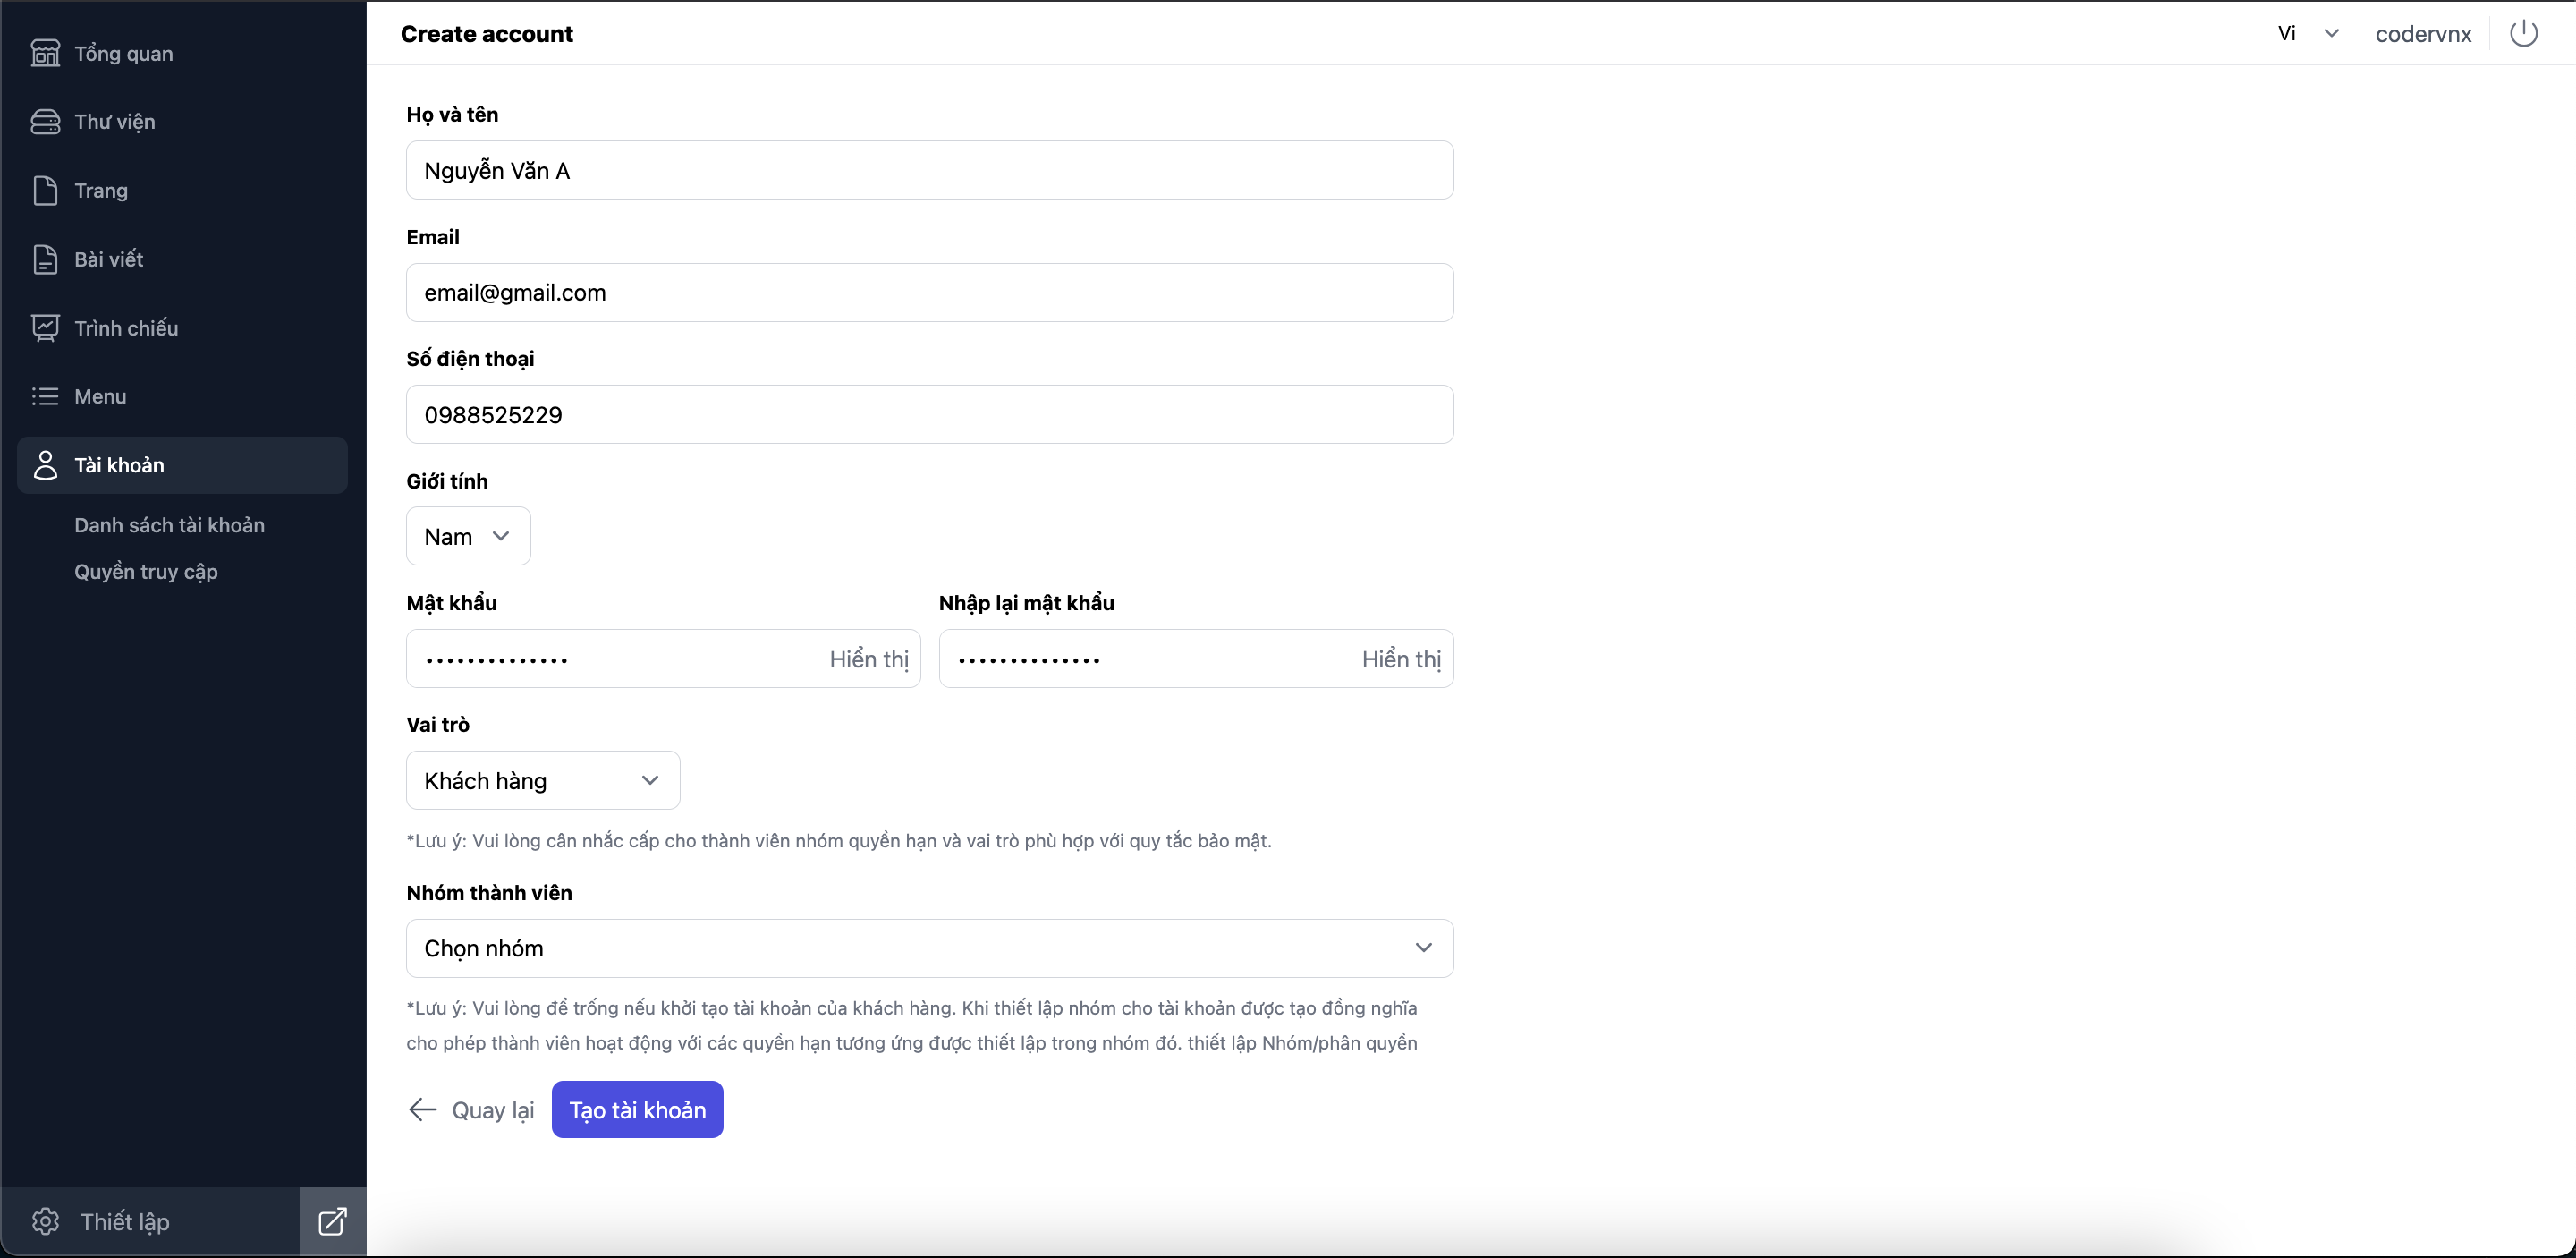 Tổng quan
Thư viện
Trang
Bài viết
Trình chiếu
Menu
Tài khoản
Danh sách tài khoản
Quyền truy cập
Thiết lập
Create account
Vi
codervnx
Họ và tên
Nguyễn Văn A
Email
email@gmail.com
Số điện thoại
0988525229
Giới tính
Nam
Mật khẩu
Nhập lại mật khẩu
•••••••••••••• Hiển thị
•••••••••••••• Hiển thị
Vai trò
Khách hàng
*Lưu ý: Vui lòng cân nhắc cấp cho thành viên nhóm quyền hạn và vai trò phù hợp với quy tắc bảo mật.
Nhóm thành viên
Chọn nhóm
*Lưu ý: Vui lòng để trống nếu khởi tạo tài khoản của khách hàng. Khi thiết lập nhóm cho tài khoản được tạo đồng nghĩa
cho phép thành viên hoạt động với các quyền hạn tương ứng được thiết lập trong nhóm đó. thiết lập Nhóm/phân quyền
Quay lại
Tạo tài khoản